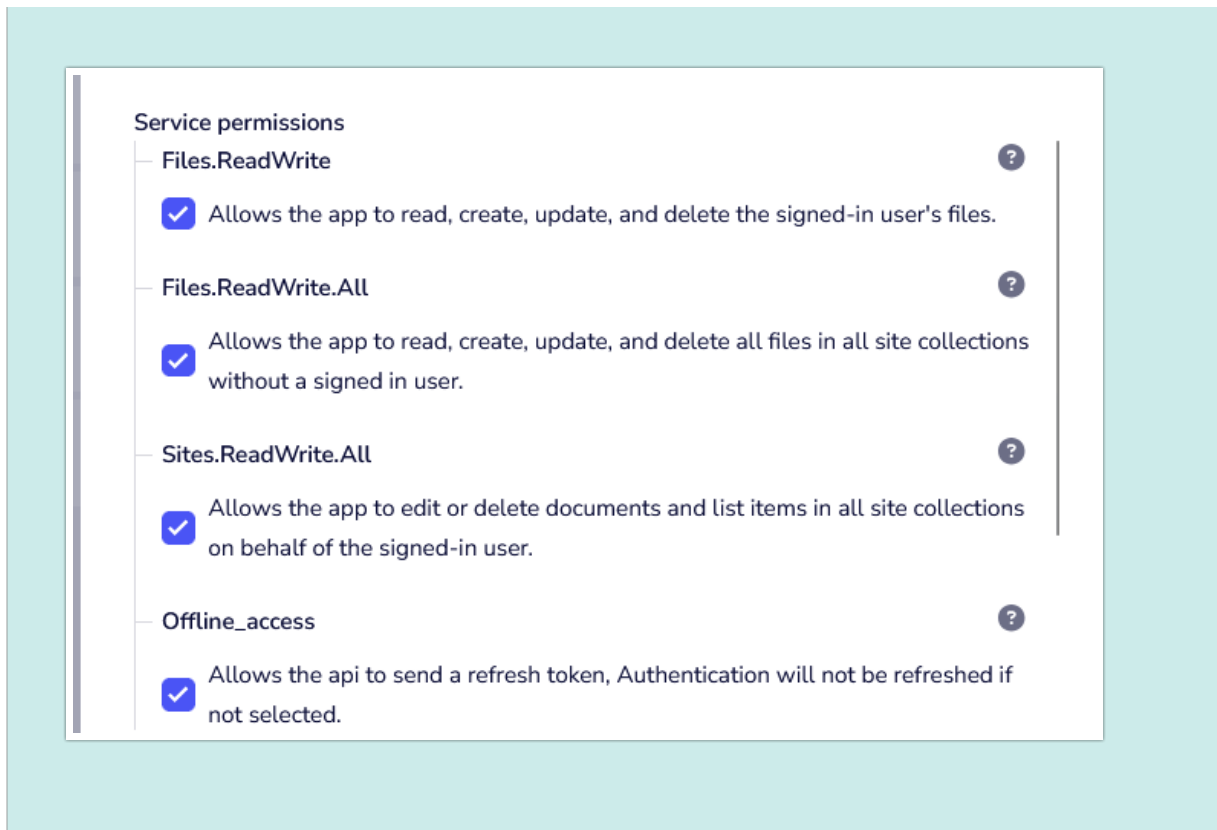 Service permissions
Files.ReadWrite
?
Allows the app to read, create, update, and delete the signed-in user's files.
Files.ReadWrite.All
?
Allows the app to read, create, update, and delete all files in all site collections
without a signed in user.
Sites.ReadWrite.All
?
Allows the app to edit or delete documents and list items in all site collections
on behalf of the signed-in user.
Offline_access
?
Allows the api to send a refresh token, Authentication will not be refreshed if
not selected.